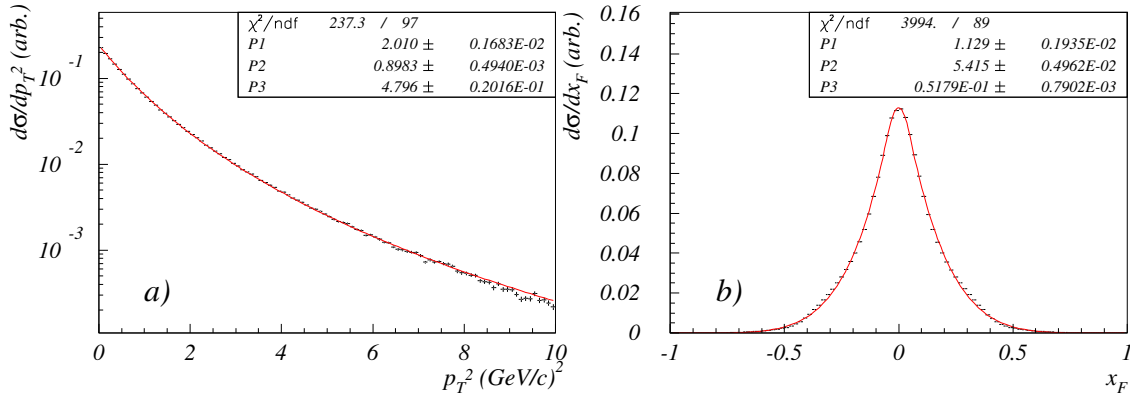 χ²/ndf 237.3 / 97
P1 2.010 ± 0.1683E-02
P2 0.8983 ± 0.4940E-03
P3 4.796 ± 0.2016E-01
dσ/dp_T² (arb.)
10⁻¹
10⁻²
10⁻³
a)
0 2 4 6 8 10
p_T² (GeV/c)²
χ²/ndf 3994. / 89
P1 1.129 ± 0.1935E-02
P2 5.415 ± 0.4962E-02
P3 0.5179E-01 ± 0.7902E-03
dσ/dx_F (arb.)
0.16
0.14
0.12
0.1
0.08
0.06
0.04
0.02
0
b)
-1 -0.5 0 0.5 1
x_F